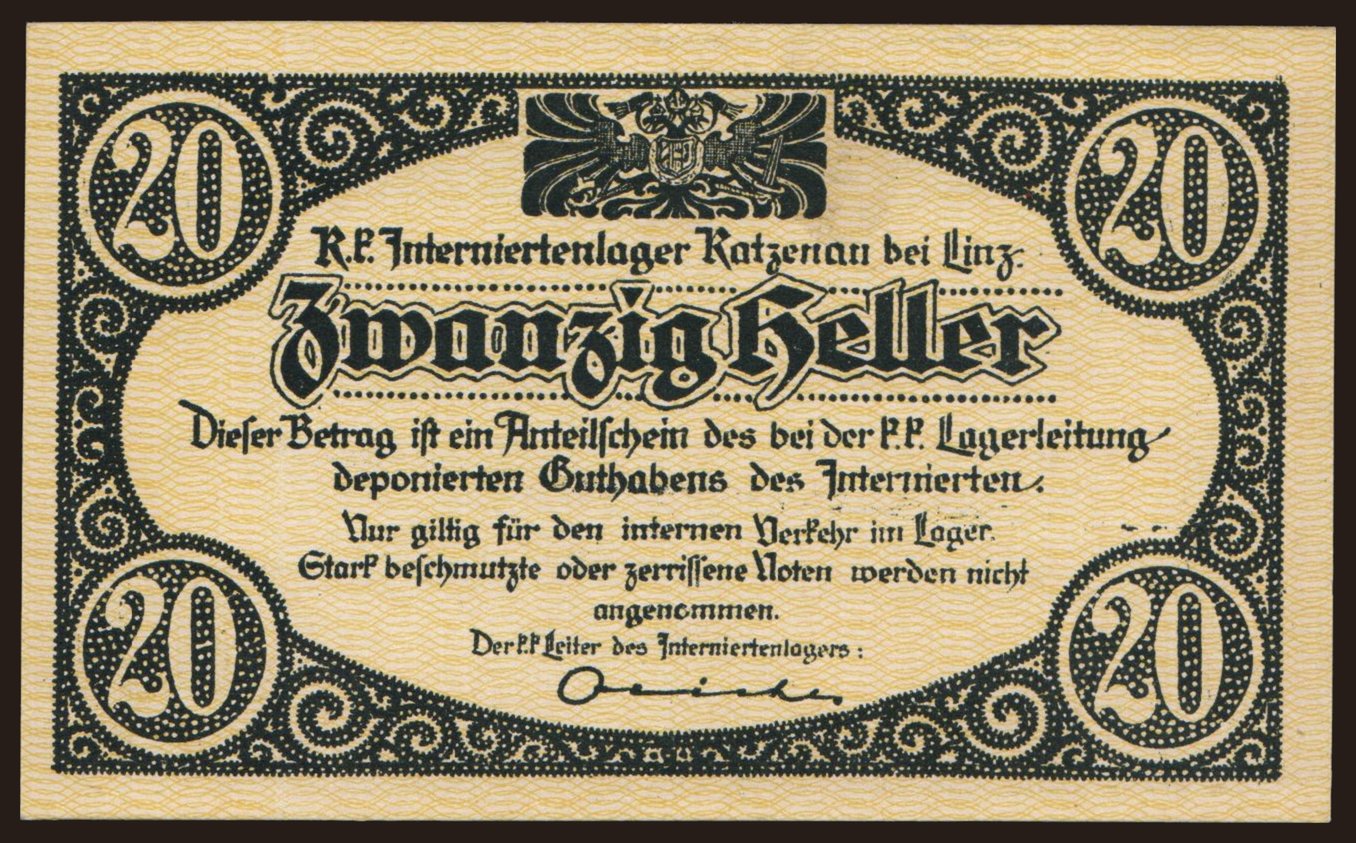 20 20
K.k. Interniertenlager Katzenau bei Linz.
Zwanzig Heller
Dieser Betrag ist ein Anteilschein des bei der k.k. Lagerleitung
deponierten Guthabens des Internierten.
Nur giltig für den internen Verkehr im Lager.
Stark beschmutzte oder zerrissene Noten werden nicht
angenommen.
Der k.k Leiter des Interniertenlagers:
20 20